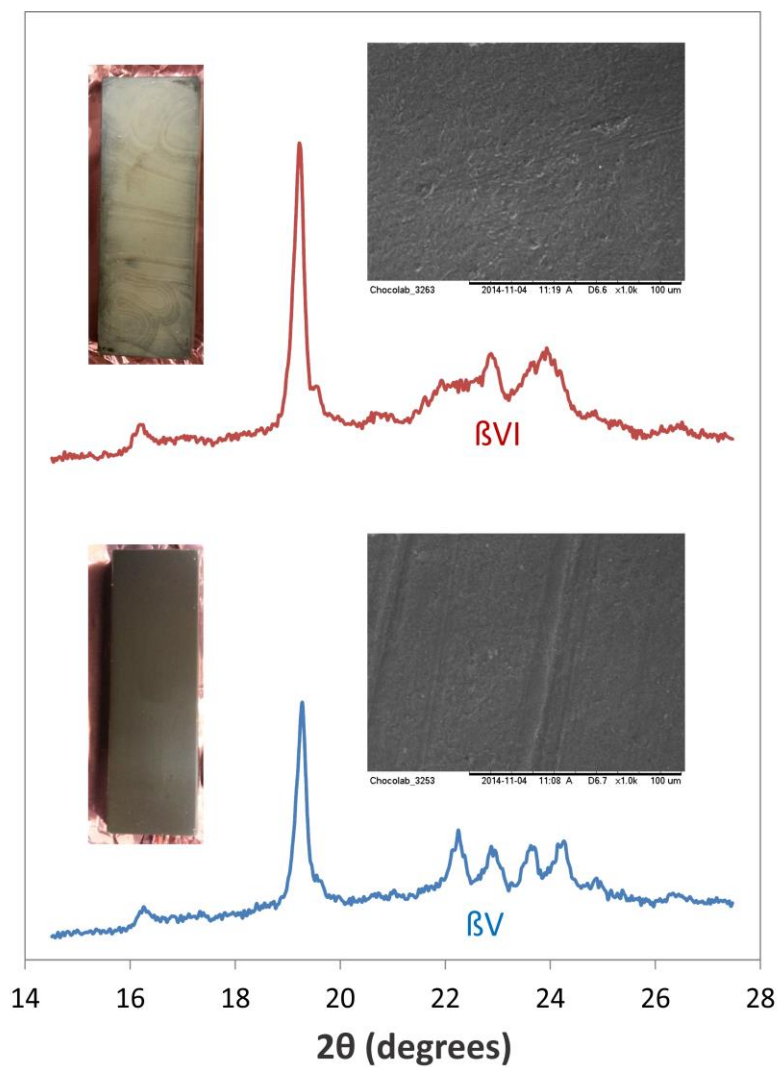 Chocolab_3263 2014-11-04 11:19 A D6.6 x1.0k 100 um
ßVI
Chocolab_3253 2014-11-04 11:08 A D6.7 x1.0k 100 um
ßV
14 16 18 20 22 24 26 28
2θ (degrees)